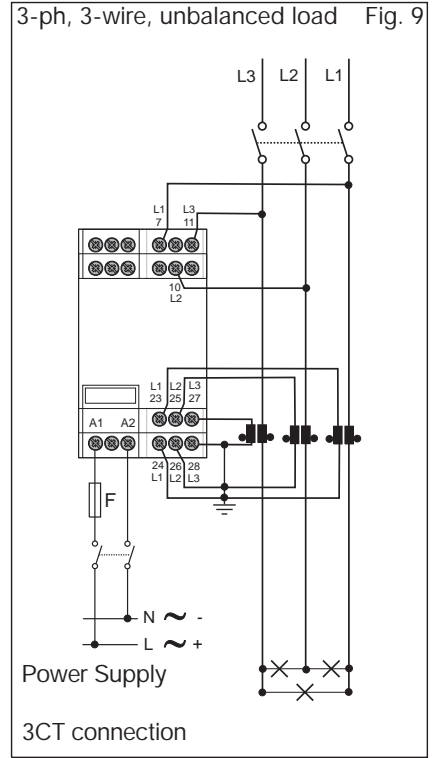 3-ph, 3-wire, unbalanced load Fig. 9
L3 L2 L1
L1 L3
7 11
10
L2
L1 L2 L3
23 25 27
A1 A2
24 26 28
L1 L2 L3
F
N ~ -
L ~ +
Power Supply
3CT connection